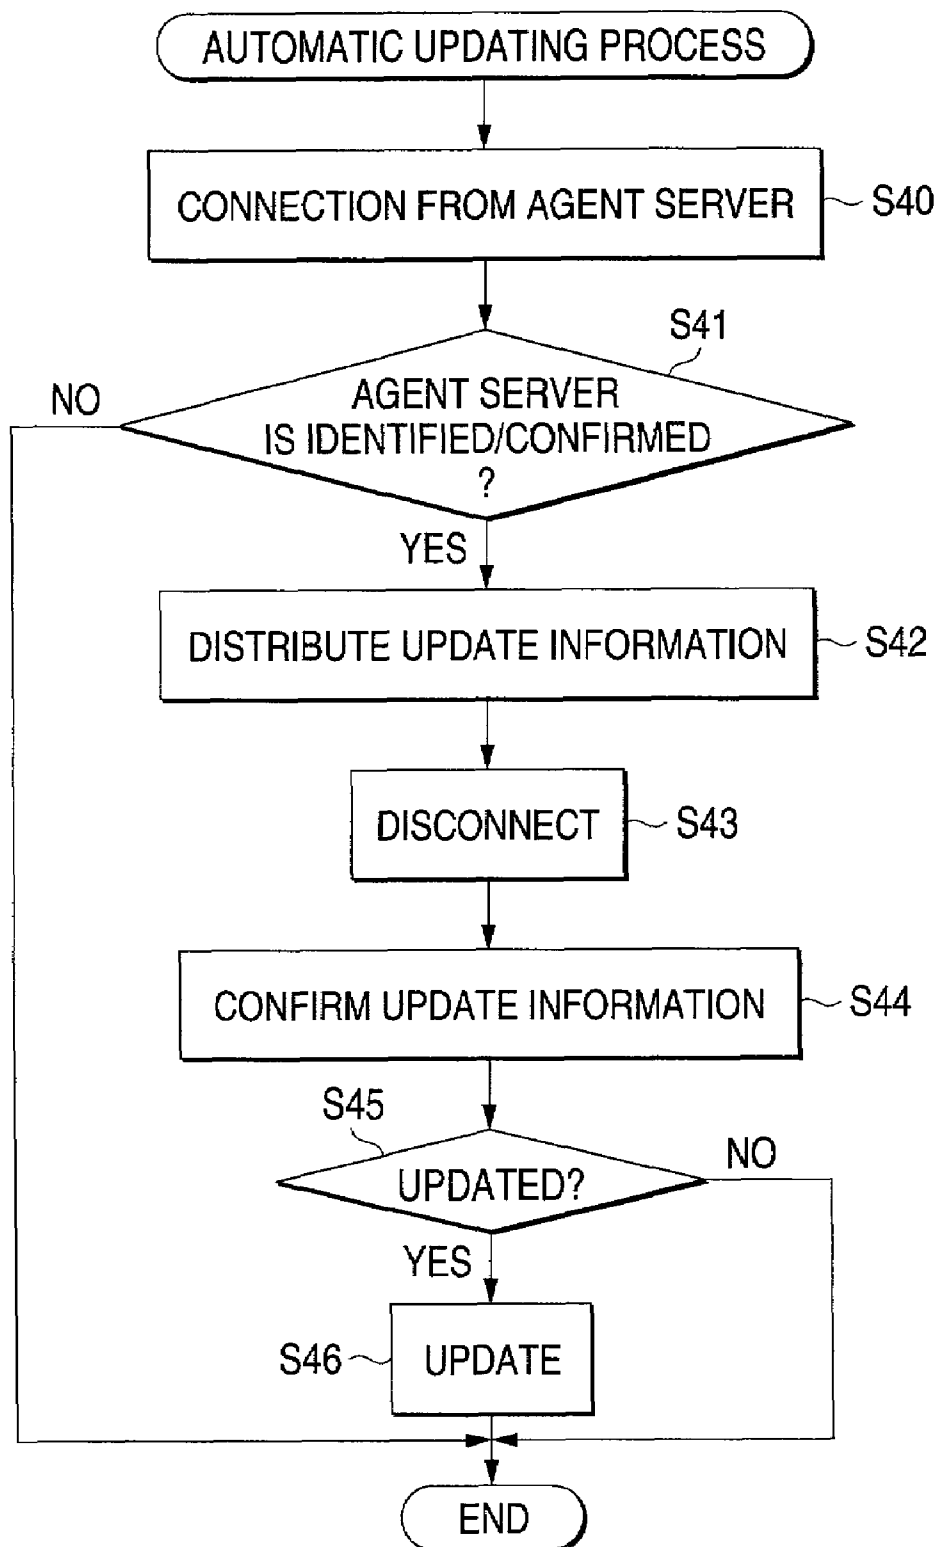 AUTOMATIC UPDATING PROCESS
CONNECTION FROM AGENT SERVER
S40
S41
NO
AGENT SERVER
IS IDENTIFIED/CONFIRMED
?
YES
DISTRIBUTE UPDATE INFORMATION
S42
DISCONNECT
S43
CONFIRM UPDATE INFORMATION
S44
S45
UPDATED?
NO
YES
S46
UPDATE
END